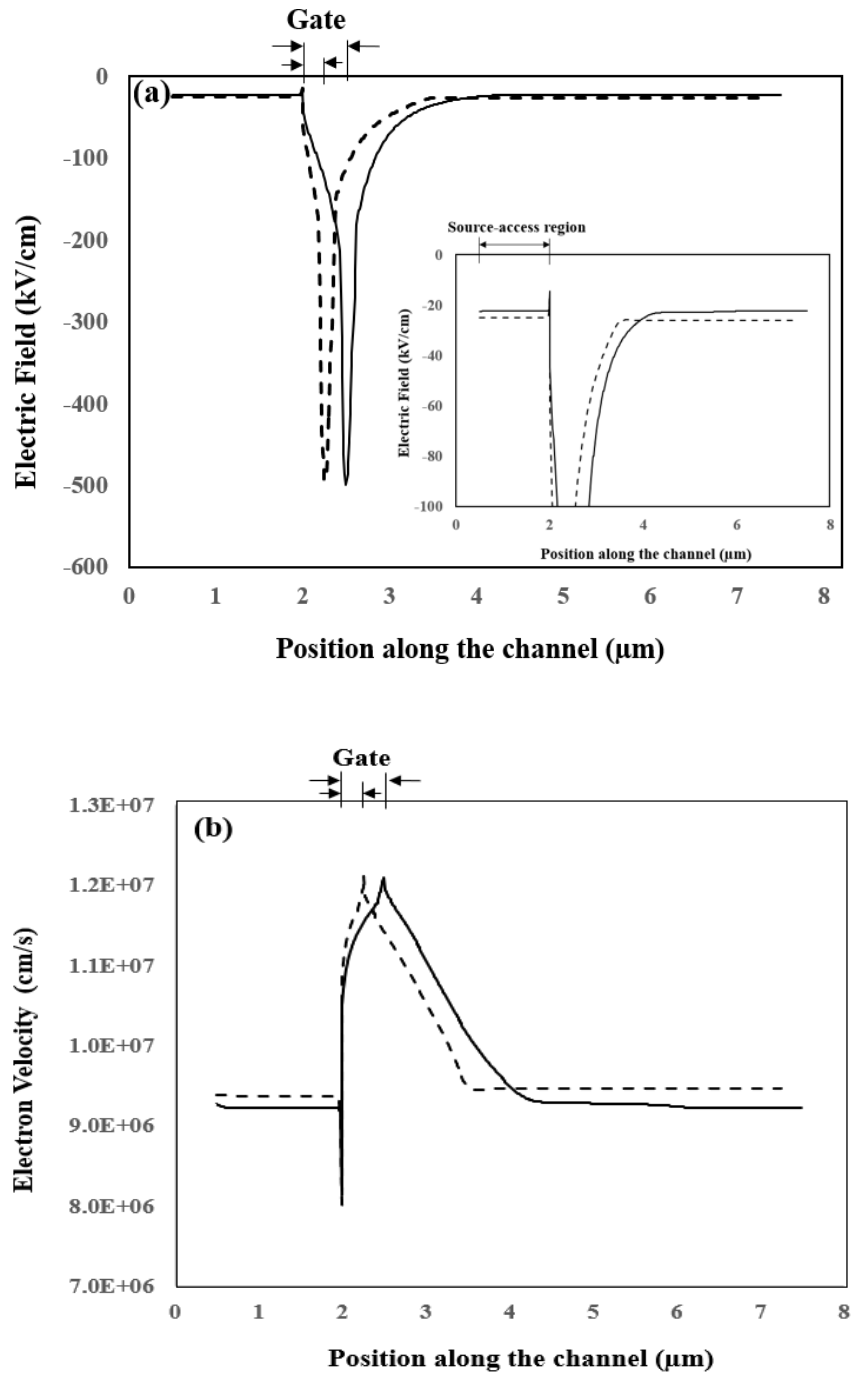 Gate
(a)
0
-100
-200
-300
-400
-500
-600
Electric Field (kV/cm)
0 1 2 3 4 5 6 7 8
Position along the channel (µm)
Source-access region
0
-20
-40
-60
-80
-100
Electric Field (kV/cm)
0 2 4 6 8
Position along the channel (µm)
Gate
(b)
1.3E+07
1.2E+07
1.1E+07
1.0E+07
9.0E+06
8.0E+06
7.0E+06
Electron Velocity (cm/s)
0 1 2 3 4 5 6 7 8
Position along the channel (µm)